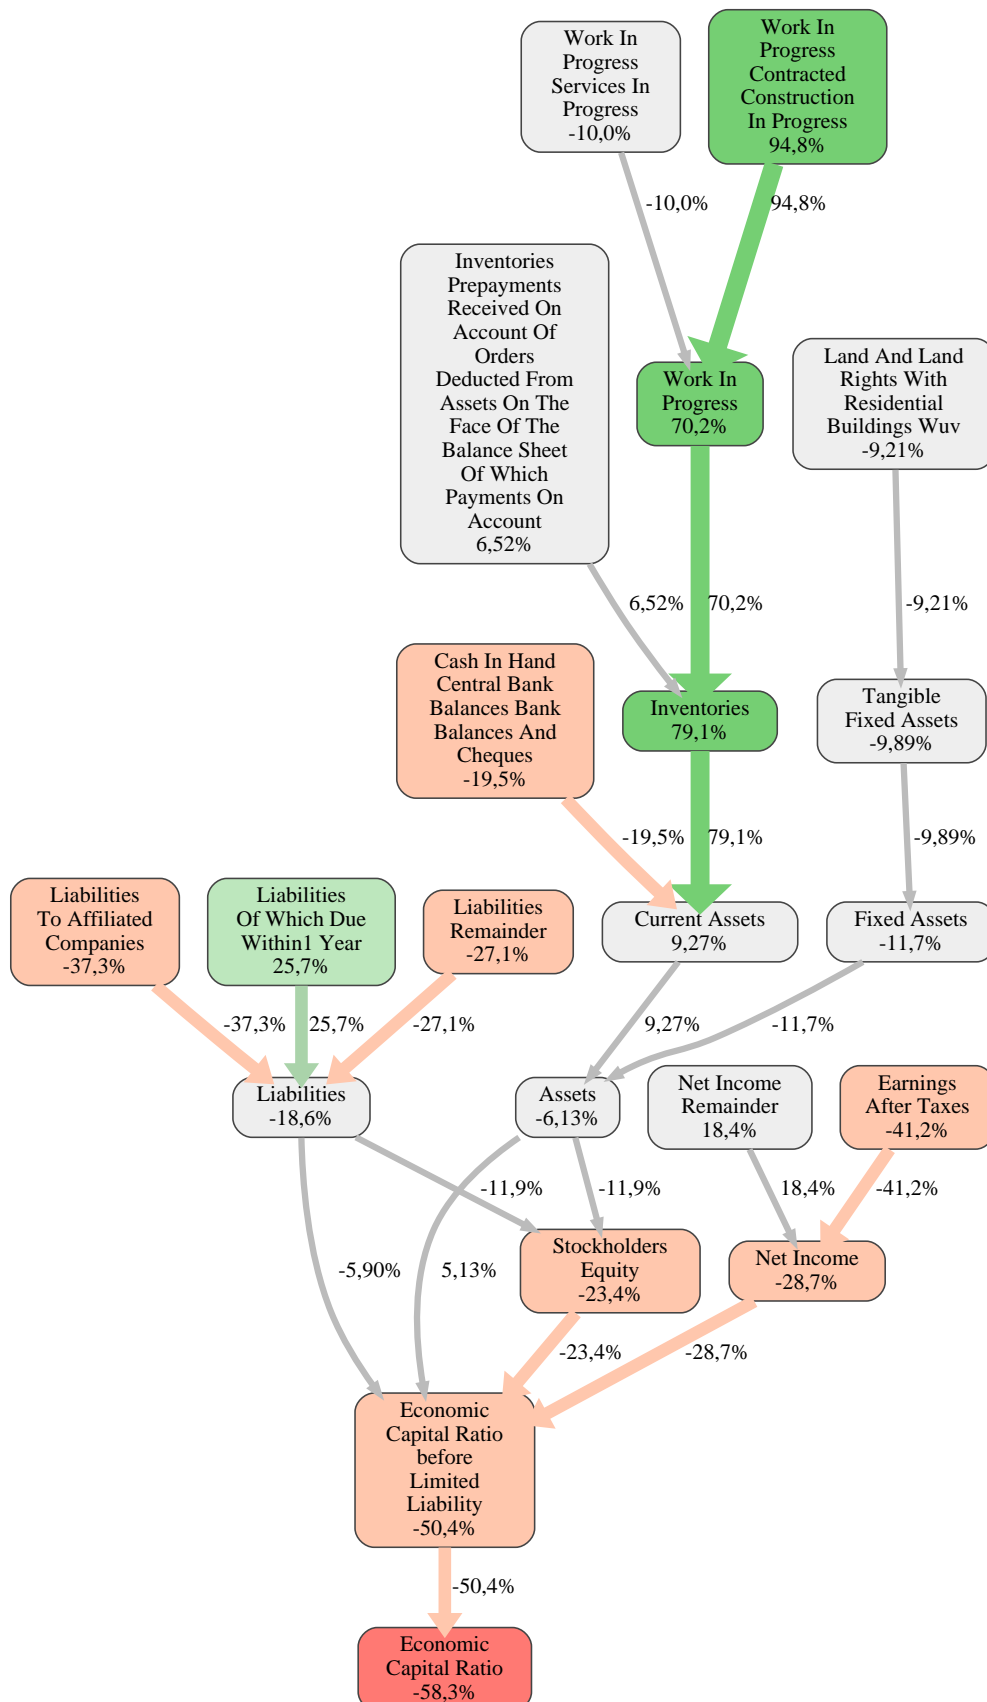 Work In
Progress
Services In
Progress
-10,0%
Work In
Progress
Contracted
Construction
In Progress
94,8%
-10,0%
94,8%
Inventories
Prepayments
Received On
Account Of
Orders
Deducted From
Assets On The
Face Of The
Balance Sheet
Of Which
Payments On
Account
6,52%
Work In
Progress
70,2%
Land And Land
Rights With
Residential
Buildings Wuv
-9,21%
6,52%
70,2%
-9,21%
Cash In Hand
Central Bank
Balances Bank
Balances And
Cheques
-19,5%
Inventories
79,1%
Tangible
Fixed Assets
-9,89%
-19,5%
79,1%
-9,89%
Liabilities
To Affiliated
Companies
-37,3%
Liabilities
Of Which Due
Within1 Year
25,7%
Liabilities
Remainder
-27,1%
Current Assets
9,27%
Fixed Assets
-11,7%
-37,3%
25,7%
-27,1%
9,27%
-11,7%
Liabilities
-18,6%
Assets
-6,13%
Net Income
Remainder
18,4%
Earnings
After Taxes
-41,2%
-11,9%
-11,9%
18,4%
-41,2%
-5,90%
5,13%
Stockholders
Equity
-23,4%
Net Income
-28,7%
-23,4%
-28,7%
Economic
Capital Ratio
before
Limited
Liability
-50,4%
-50,4%
Economic
Capital Ratio
-58,3%